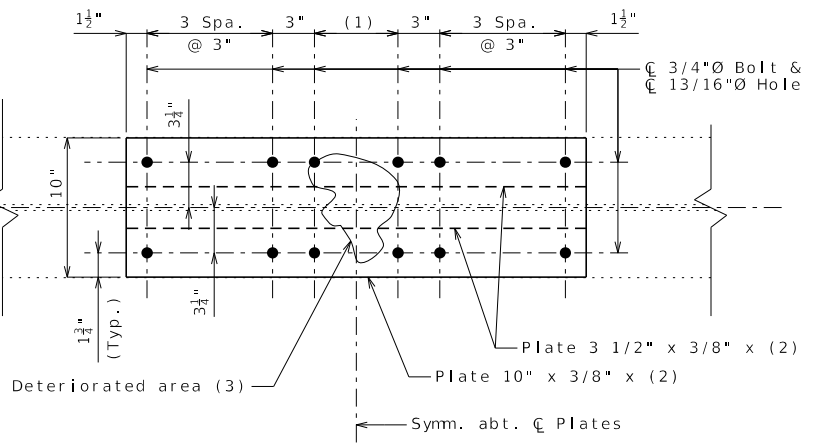 1½" 3 Spa. 3" (1) 3" 3 Spa. 1½"
@ 3" @ 3"
℄ 3/4"Ø Bolt &
℄ 13/16"Ø Hole
3¼"
10"
3¼"
1¾"
(Typ.)
Plate 3 1/2" x 3/8" x (2)
Deteriorated area (3)
Plate 10" x 3/8" x (2)
Symm. abt. ℄ Plates